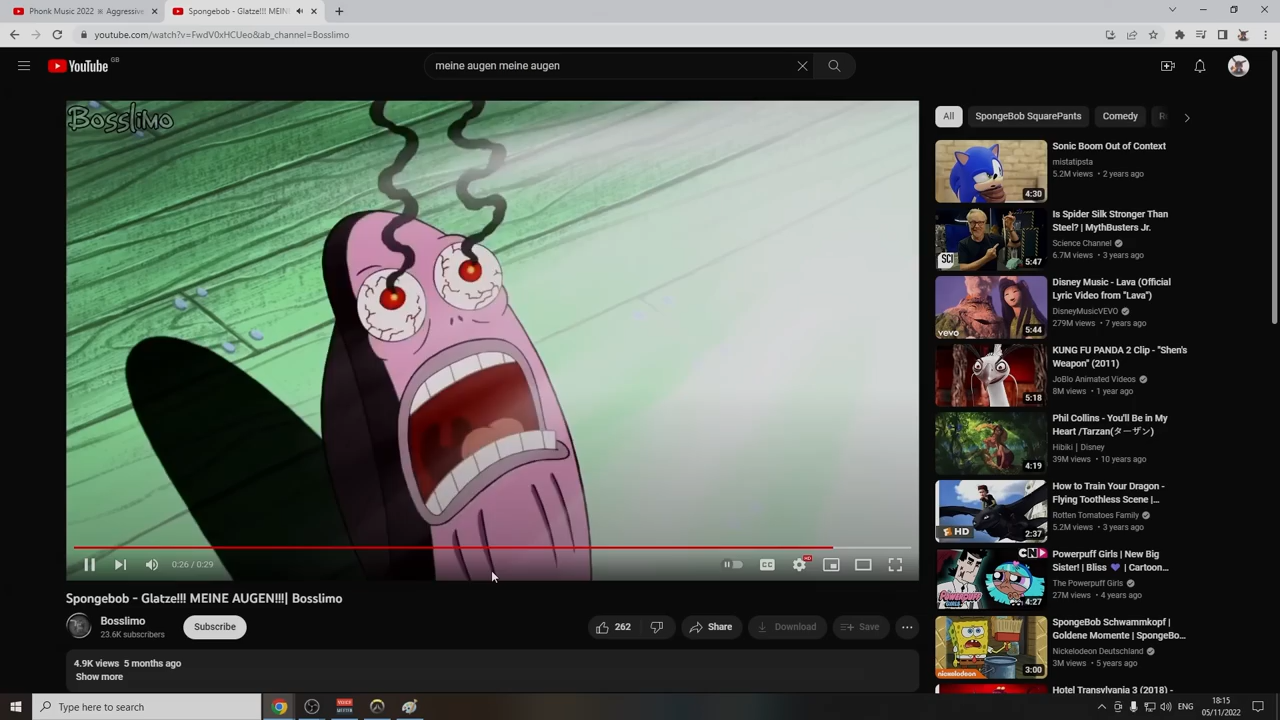 Phonk Music 2022 ※ Aggressive
Spongebob - Glatze!!! MEIN
youtube.com/watch?v=FwdV0xHCUeo&ab_channel=Bosslimo
YouTube GB
meine augen meine augen
Bosslimo
0:26 / 0:29
HD
Spongebob - Glatze!!! MEINE AUGEN!!!| Bosslimo
Bosslimo
23.6K subscribers
Subscribe
262
Share
Download
Save
4.9K views 5 months ago
Show more
All
SpongeBob SquarePants
Comedy
4:30
Sonic Boom Out of Context
mistatipsta
5.2M views • 2 years ago
SCI
5:47
Is Spider Silk Stronger Than
Steel? | MythBusters Jr.
Science Channel
6.7M views • 3 years ago
vevo
5:44
Disney Music - Lava (Official
Lyric Video from "Lava")
DisneyMusicVEVO
279M views • 7 years ago
5:18
KUNG FU PANDA 2 Clip - "Shen's
Weapon" (2011)
JoBlo Animated Videos
8M views • 1 year ago
4:19
Phil Collins - You'll Be in My
Heart /Tarzan(ターザン)
Hibiki | Disney
39M views • 10 years ago
HD
2:37
How to Train Your Dragon -
Flying Toothless Scene |...
Rotten Tomatoes Family
5.2M views • 3 years ago
CN
POWERPUFF GIRLS
4:27
Powerpuff Girls | New Big
Sister! | Bliss 💜 | Cartoon...
The Powerpuff Girls
27M views • 4 years ago
nickelodeon
3:00
SpongeBob Schwammkopf |
Goldene Momente | SpongeBo...
Nickelodeon Deutschland
3M views • 5 years ago
Hotel Transylvania 3 (2018) -
Type here to search
ENG
18:15
05/11/2022